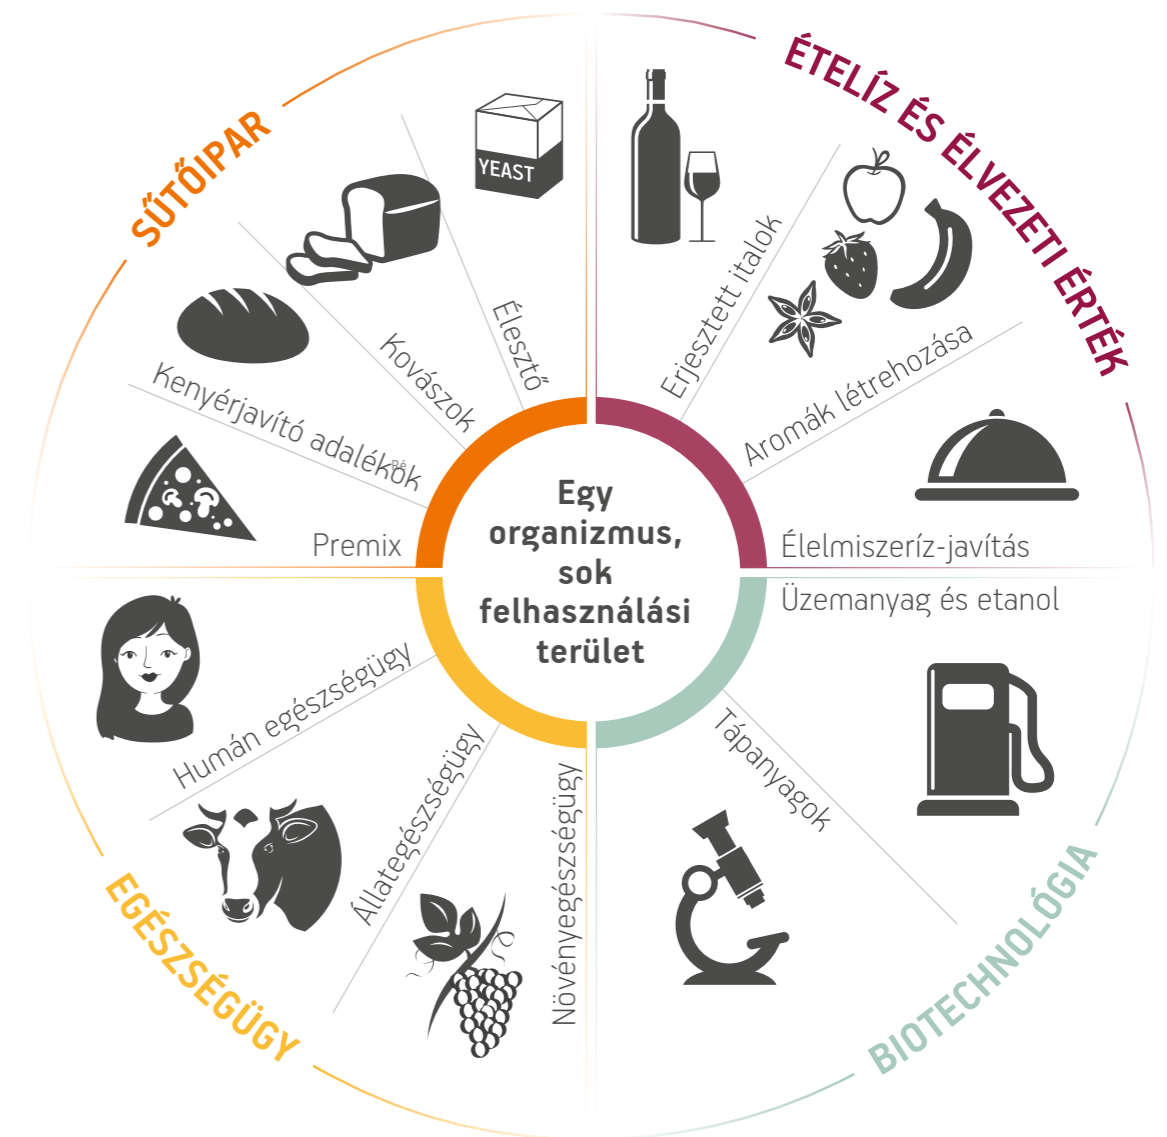 SŰTŐIPAR
YEAST
Élesztő
Kovászok
Kenyérjavító adalékok
Premix
ÉTELÍZ ÉS ÉLVEZETI ÉRTÉK
Erjesztett italok
Aromák létrehozása
Élelmiszeríz-javítás
Egy
organizmus,
sok
felhasználási
terület
Üzemanyag és etanol
Tápanyagok
BIOTECHNOLÓGIA
Humán egészségügy
Állategészségügy
Növényegészségügy
EGÉSZSÉGÜGY